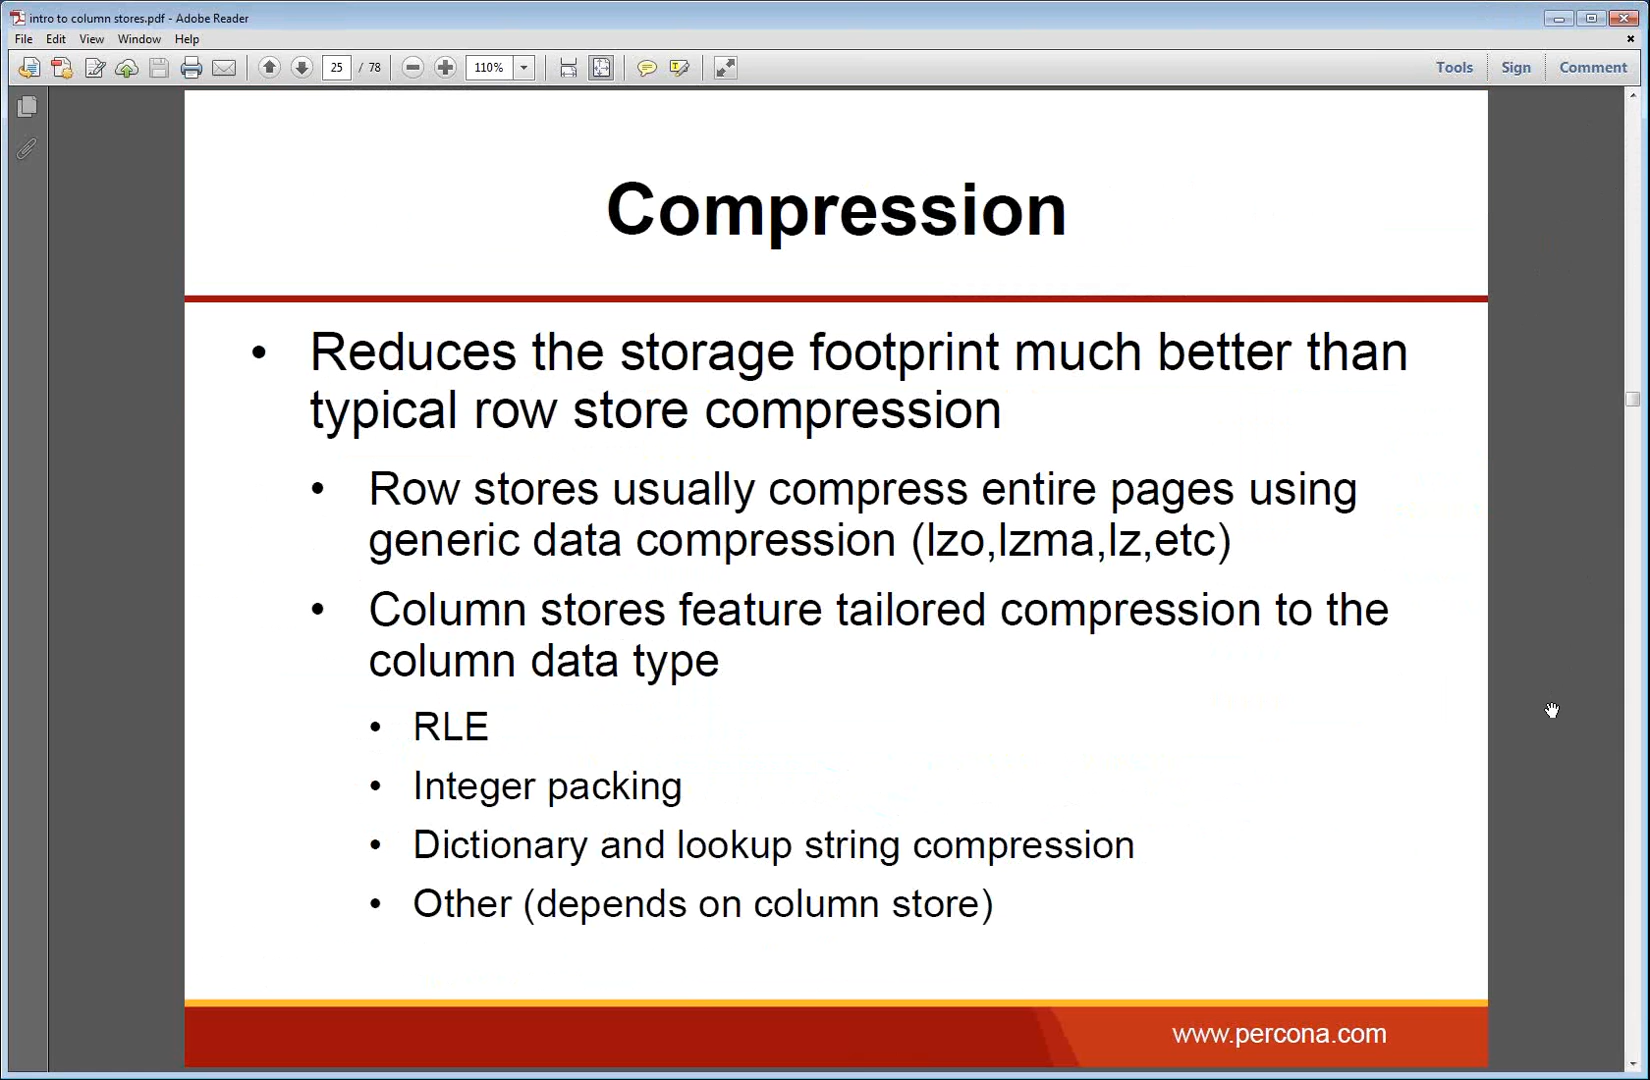 intro to column stores.pdf - Adobe Reader
File Edit View Window Help
25 / 78 110% Tools Sign Comment
Compression
• Reduces the storage footprint much better than
typical row store compression
• Row stores usually compress entire pages using
generic data compression (lzo,lzma,lz,etc)
• Column stores feature tailored compression to the
column data type
• RLE
• Integer packing
• Dictionary and lookup string compression
• Other (depends on column store)
www.percona.com